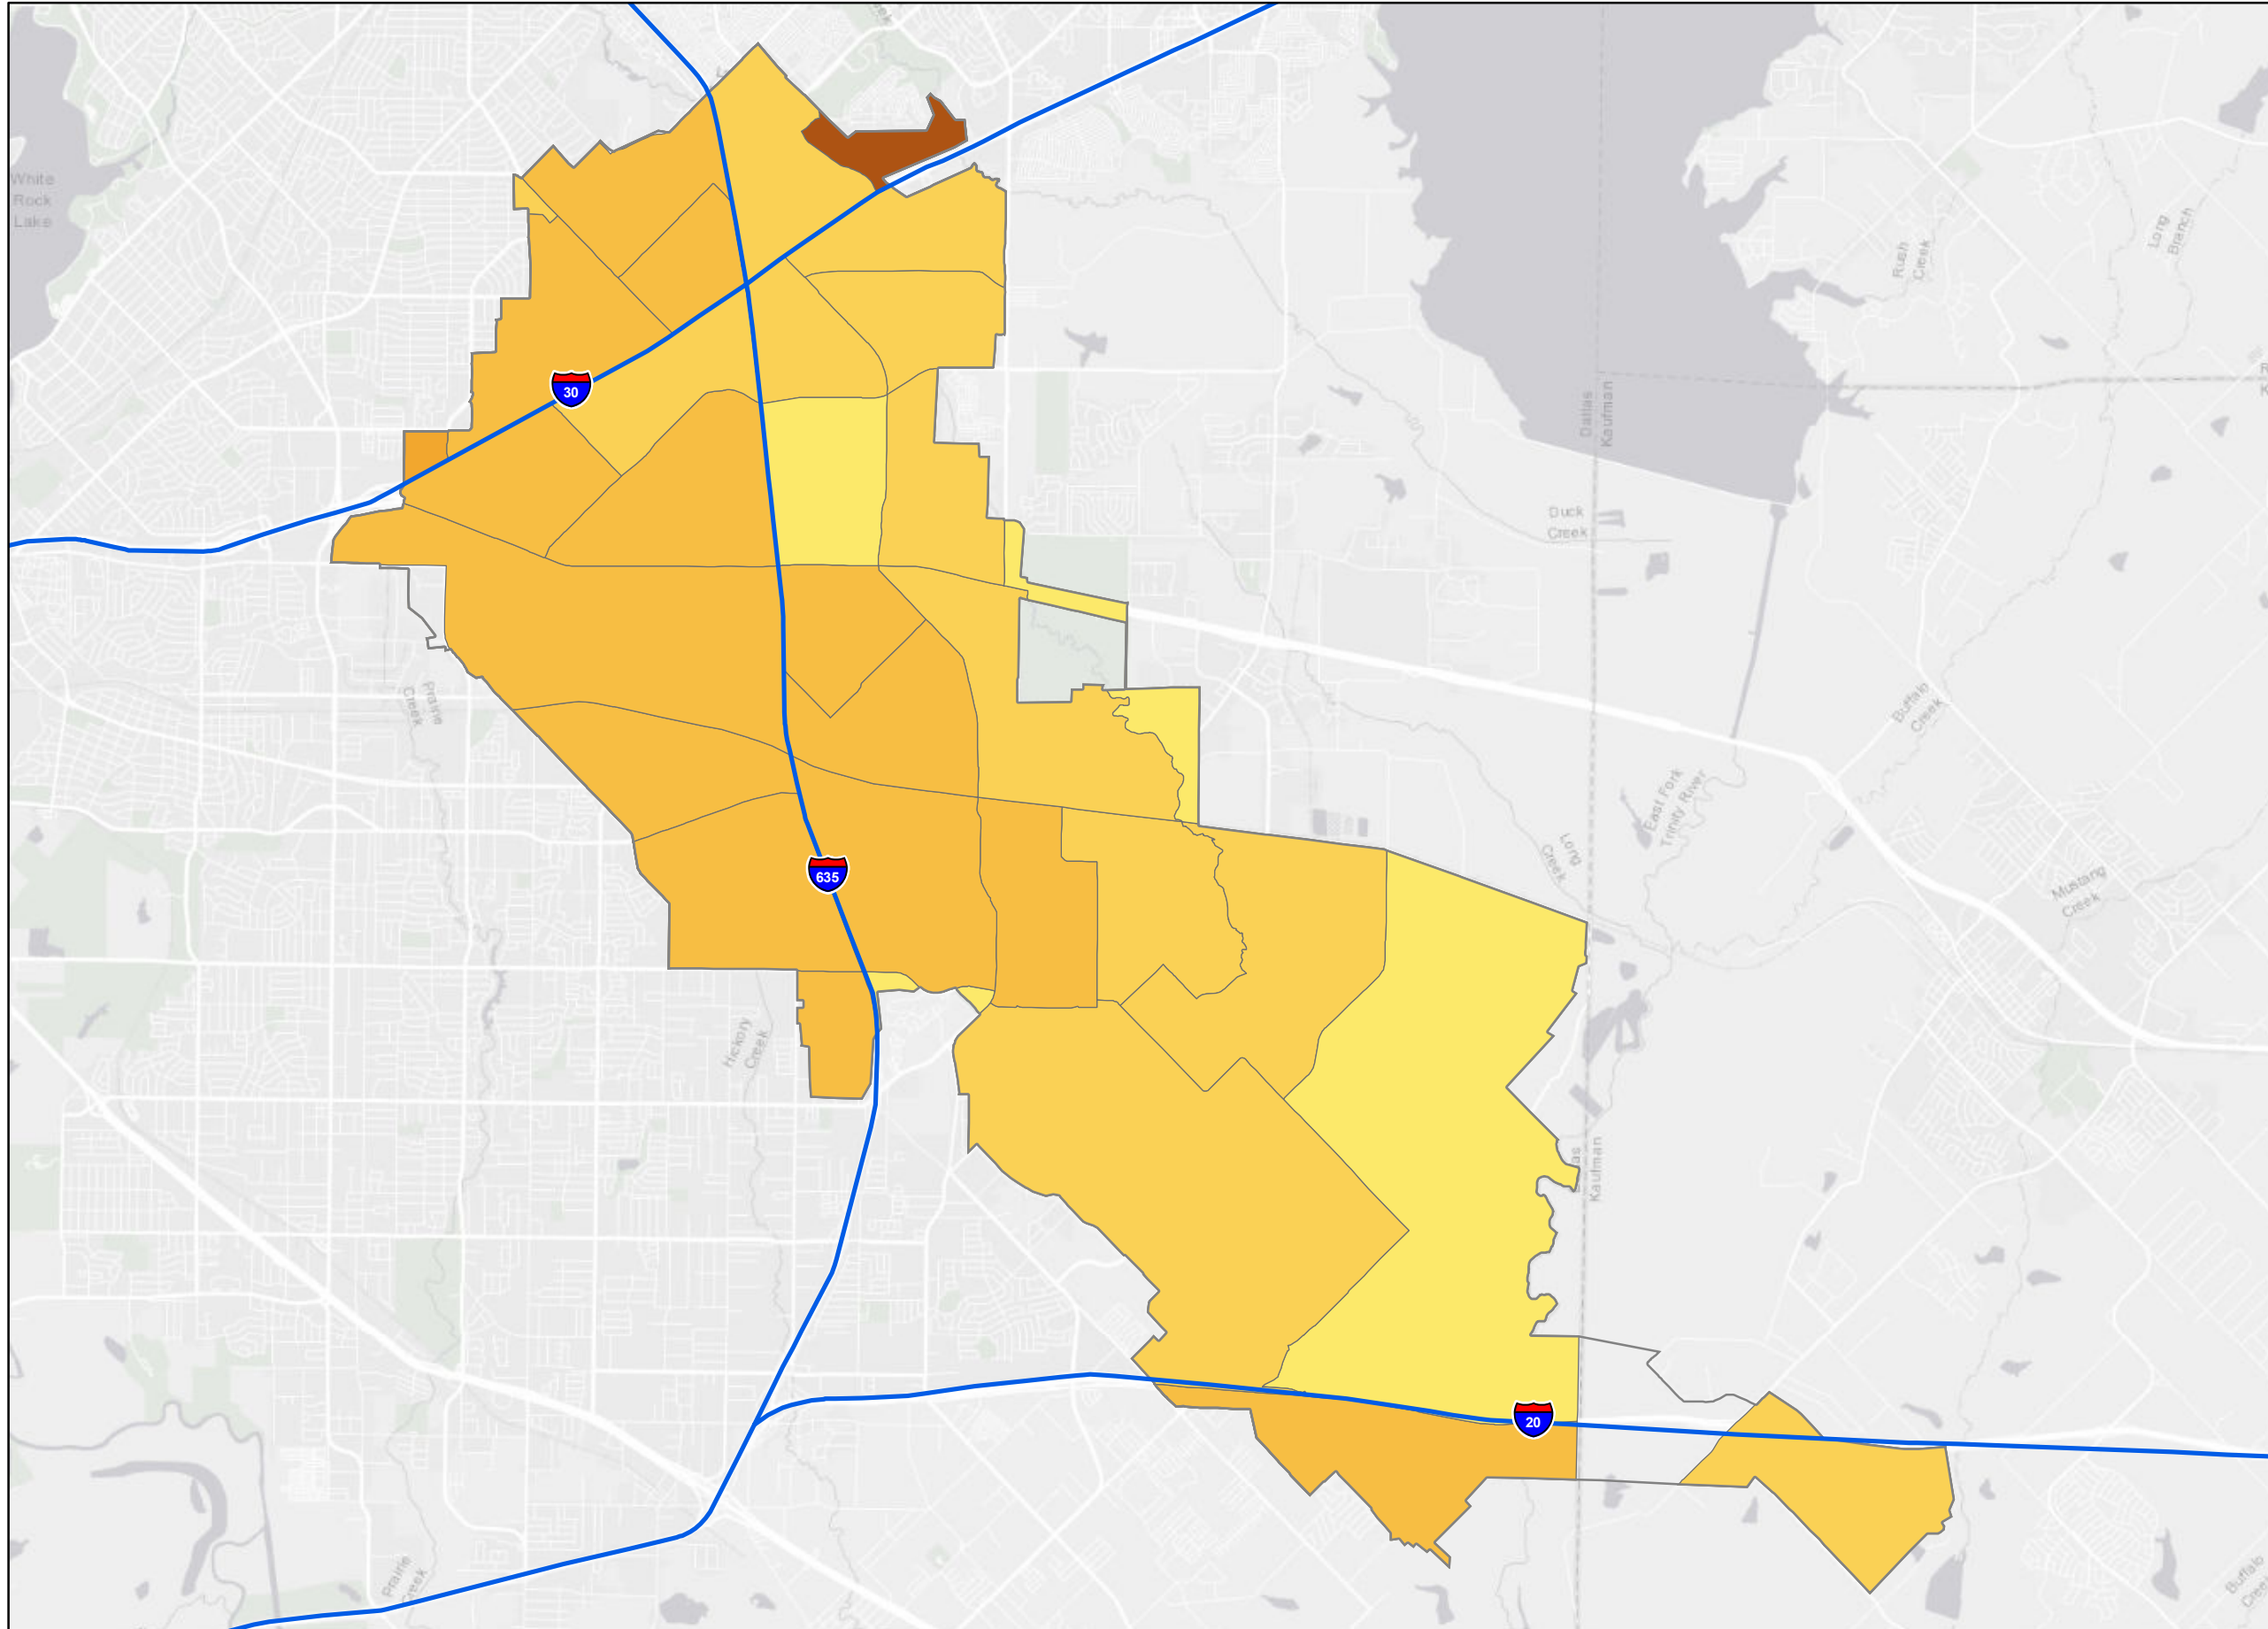 White
Rock
Lake
Rush
Creek
Long
Branch
30
Dallas
Kaufman
Duck
Creek
Prairie
Creek
Buffalo
Creek
East Fork
Trinity River
Long
Creek
635
Mustang
Creek
Hickory
Creek
Kaufman
20
Prairie
Creek
Buffalo